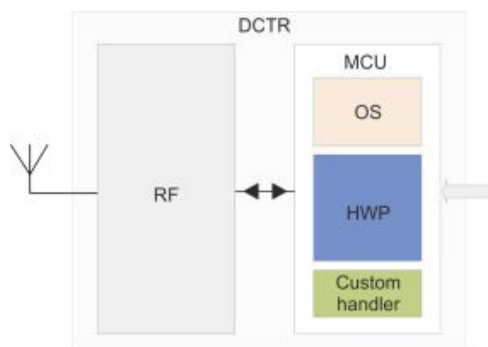 DCTR
MCU
OS
RF
HWP
Custom
handler